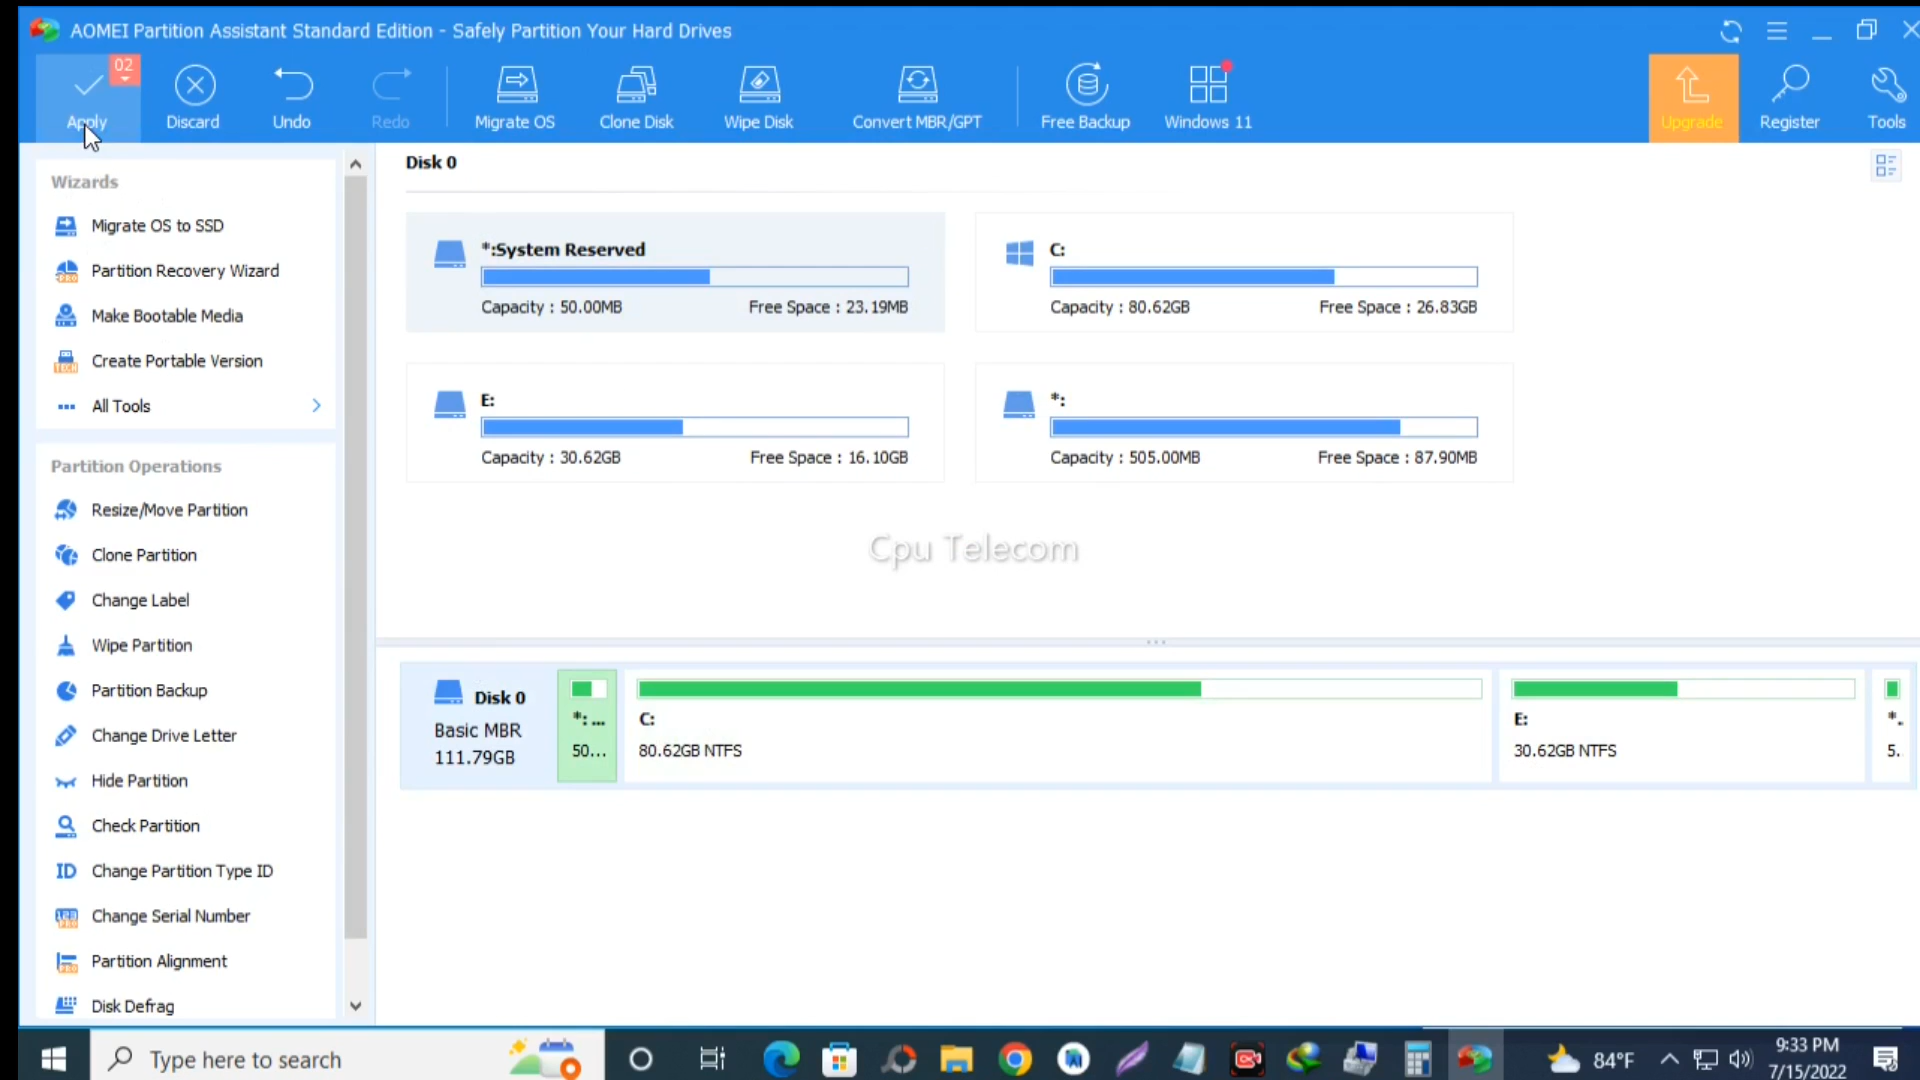 AOMEI Partition Assistant Standard Edition - Safely Partition Your Hard Drives
02
Apply
Discard
Undo
Redo
Migrate OS
Clone Disk
Wipe Disk
Convert MBR/GPT
Free Backup
Windows 11
Upgrade
Register
Tools
Wizards
Migrate OS to SSD
Partition Recovery Wizard
Make Bootable Media
Create Portable Version
All Tools
Partition Operations
Resize/Move Partition
Clone Partition
Change Label
Wipe Partition
Partition Backup
Change Drive Letter
Hide Partition
Check Partition
ID Change Partition Type ID
Change Serial Number
Partition Alignment
Disk Defrag
Disk 0
*:System Reserved
Capacity : 50.00MB Free Space : 23.19MB
C:
Capacity : 80.62GB Free Space : 26.83GB
E:
Capacity : 30.62GB Free Space : 16.10GB
*:
Capacity : 505.00MB Free Space : 87.90MB
Cpu Telecom
Disk 0
Basic MBR
111.79GB
*: ...
50...
C:
80.62GB NTFS
E:
30.62GB NTFS
*.
5.
Type here to search
84°F
9:33 PM
7/15/2022